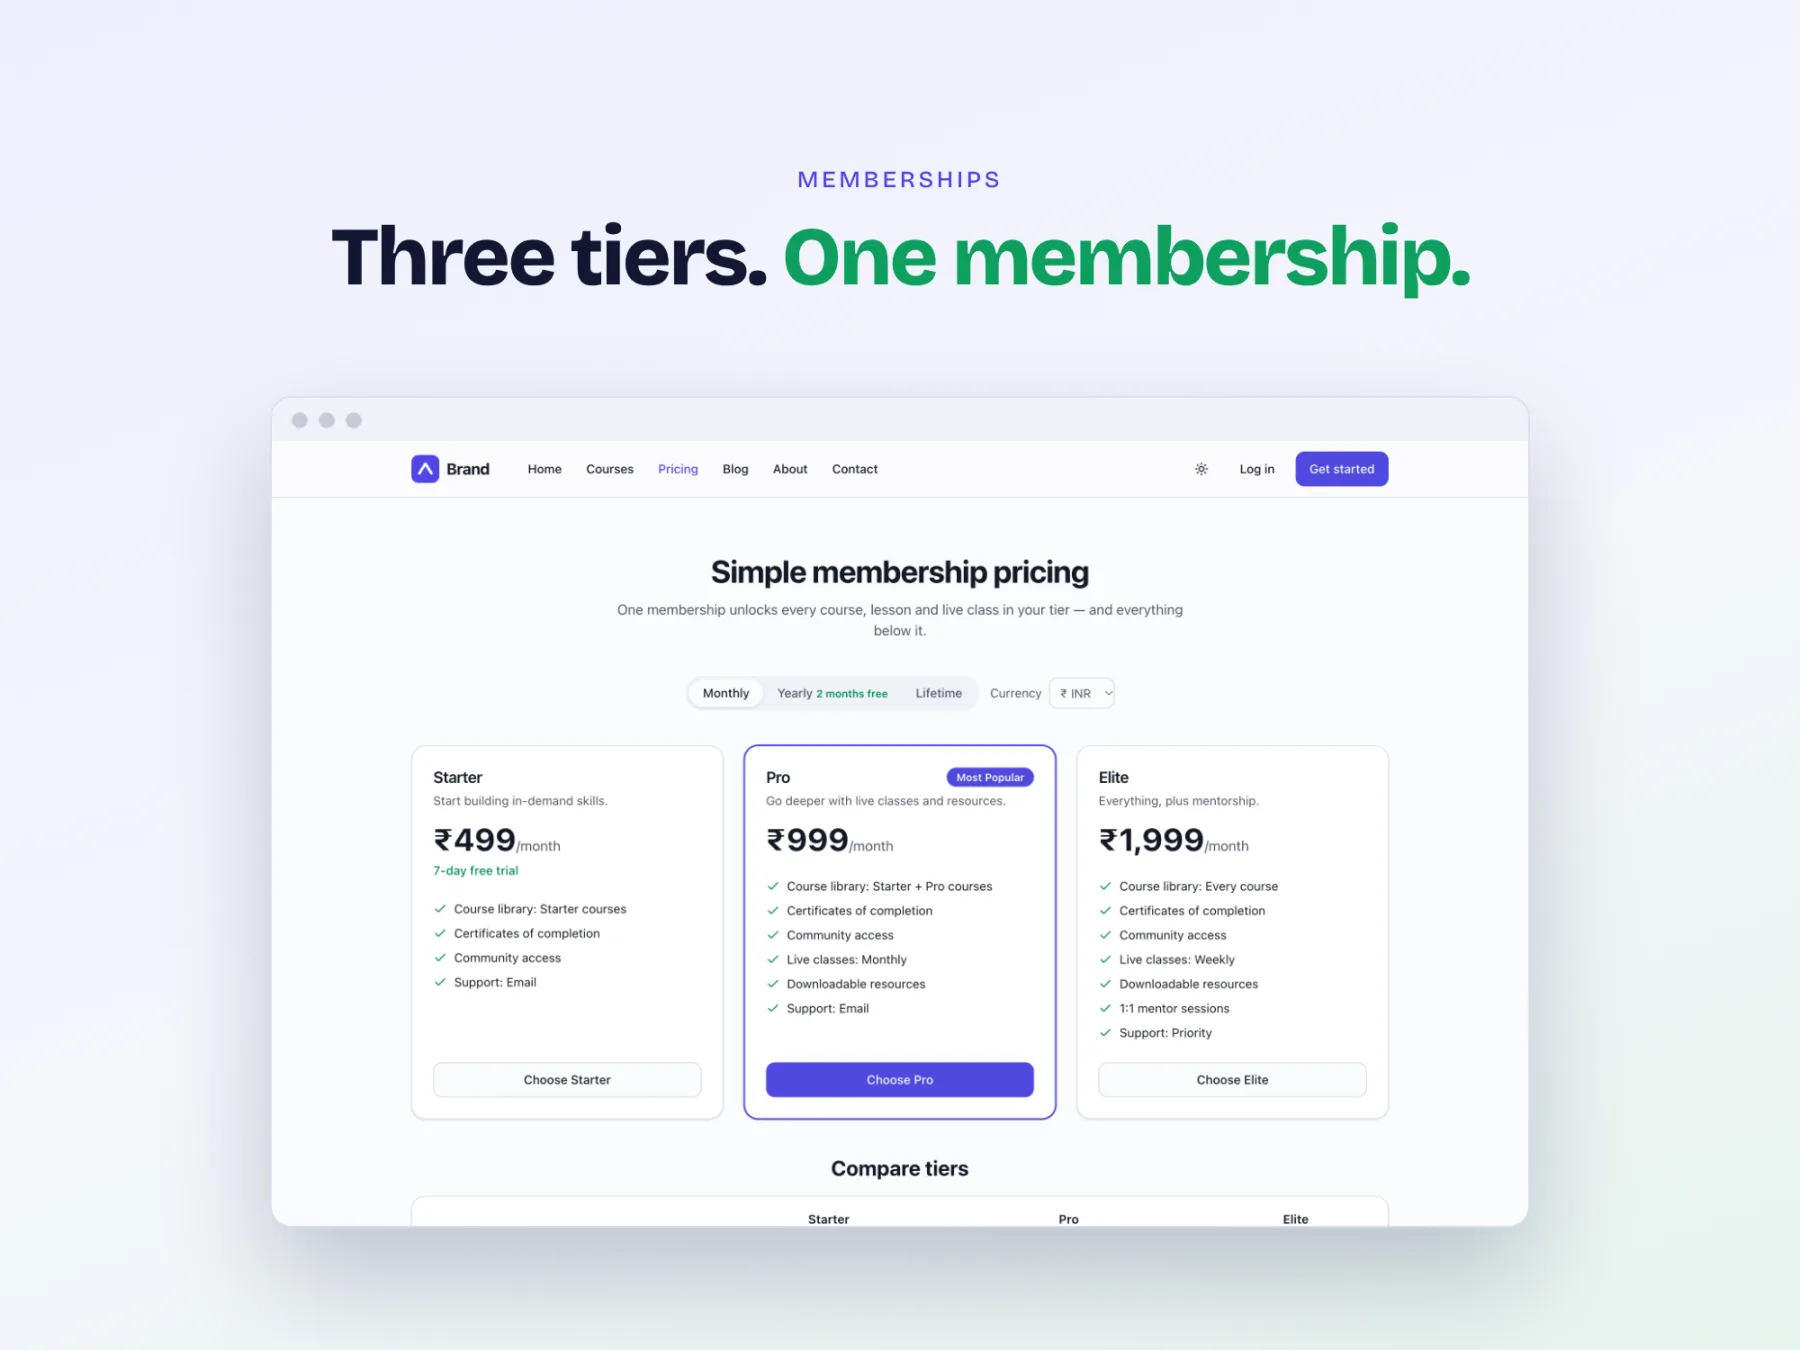 MEMBERSHIPS
Three tiers. One membership.
Brand
Home Courses Pricing Blog About Contact
Log in Get started
Simple membership pricing
One membership unlocks every course, lesson and live class in your tier — and everything
below it.
Monthly Yearly 2 months free Lifetime Currency ₹ INR
Starter
Start building in-demand skills.
₹499/month
7-day free trial
Course library: Starter courses
Certificates of completion
Community access
Support: Email
Choose Starter
Pro Most Popular
Go deeper with live classes and resources.
₹999/month
Course library: Starter + Pro courses
Certificates of completion
Community access
Live classes: Monthly
Downloadable resources
Support: Email
Choose Pro
Elite
Everything, plus mentorship.
₹1,999/month
Course library: Every course
Certificates of completion
Community access
Live classes: Weekly
Downloadable resources
1:1 mentor sessions
Support: Priority
Choose Elite
Compare tiers
Starter Pro Elite